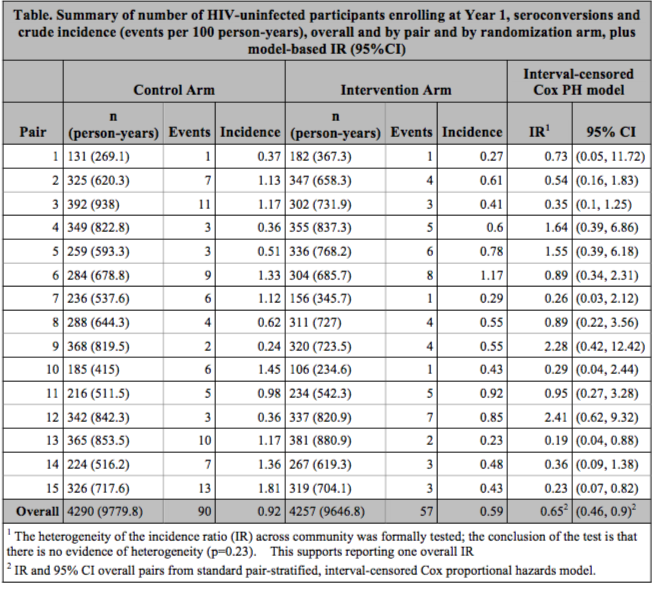 Table. Summary of number of HIV-uninfected participants enrolling at Year 1, seroconversions and
crude incidence (events per 100 person-years), overall and by pair and by randomization arm, plus
model-based IR (95%CI)
Control Arm Intervention Arm Interval-censored
Cox PH model
Pair n
(person-years) Events Incidence n
(person-years) Events Incidence IR1 95% CI
1 131 (269.1) 1 0.37 182 (367.3) 1 0.27 0.73 (0.05, 11.72)
2 325 (620.3) 7 1.13 347 (658.3) 4 0.61 0.54 (0.16, 1.83)
3 392 (938) 11 1.17 302 (731.9) 3 0.41 0.35 (0.1, 1.25)
4 349 (822.8) 3 0.36 355 (837.3) 5 0.6 1.64 (0.39, 6.86)
5 259 (593.3) 3 0.51 336 (768.2) 6 0.78 1.55 (0.39, 6.18)
6 284 (678.8) 9 1.33 304 (685.7) 8 1.17 0.89 (0.34, 2.31)
7 236 (537.6) 6 1.12 156 (345.7) 1 0.29 0.26 (0.03, 2.12)
8 288 (644.3) 4 0.62 311 (727) 4 0.55 0.89 (0.22, 3.56)
9 368 (819.5) 2 0.24 320 (723.5) 4 0.55 2.28 (0.42, 12.42)
10 185 (415) 6 1.45 106 (234.6) 1 0.43 0.29 (0.04, 2.44)
11 216 (511.5) 5 0.98 234 (542.3) 5 0.92 0.95 (0.27, 3.28)
12 342 (842.3) 3 0.36 337 (820.9) 7 0.85 2.41 (0.62, 9.32)
13 365 (853.5) 10 1.17 381 (880.9) 2 0.23 0.19 (0.04, 0.88)
14 224 (516.2) 7 1.36 267 (619.3) 3 0.48 0.36 (0.09, 1.38)
15 326 (717.6) 13 1.81 319 (704.1) 3 0.43 0.23 (0.07, 0.82)
Overall 4290 (9779.8) 90 0.92 4257 (9646.8) 57 0.59 0.65² (0.46, 0.9)²
¹ The heterogeneity of the incidence ratio (IR) across community was formally tested; the conclusion of the test is that
there is no evidence of heterogeneity (p=0.23). This supports reporting one overall IR
² IR and 95% CI overall pairs from standard pair-stratified, interval-censored Cox proportional hazards model.